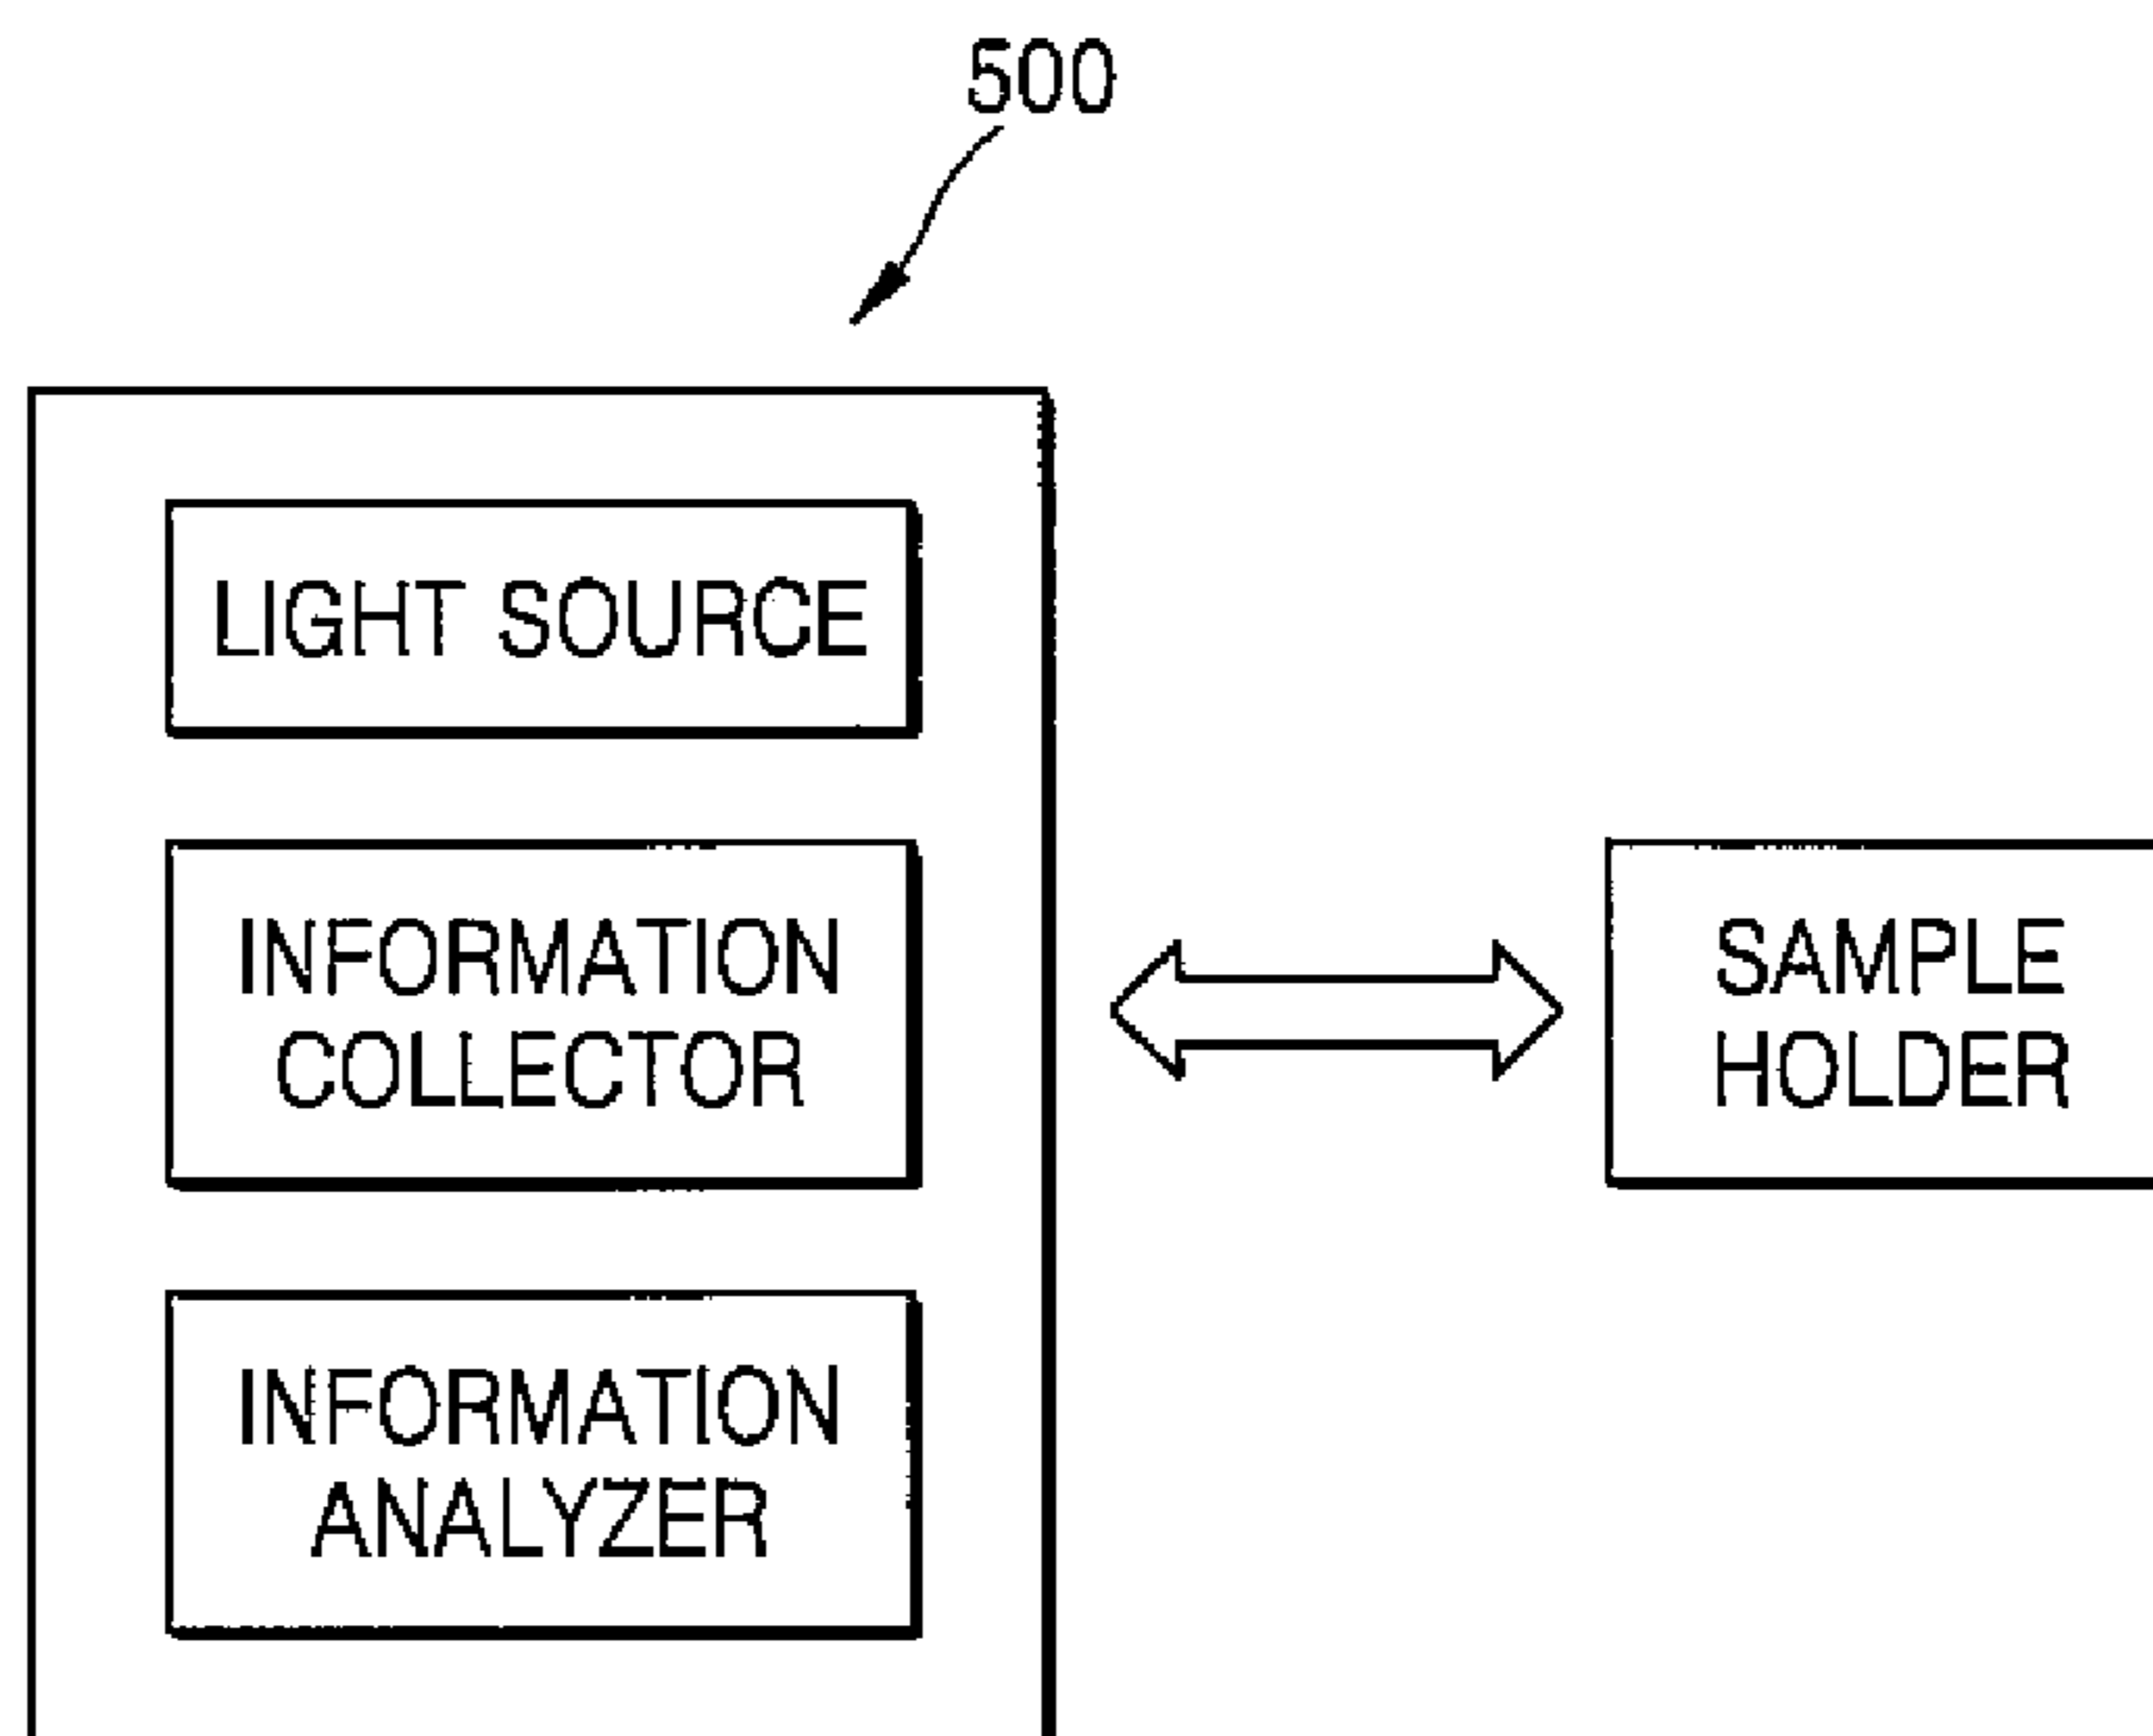 500
LIGHT SOURCE
INFORMATION
COLLECTOR
INFORMATION
ANALYZER
SAMPLE
HOLDER